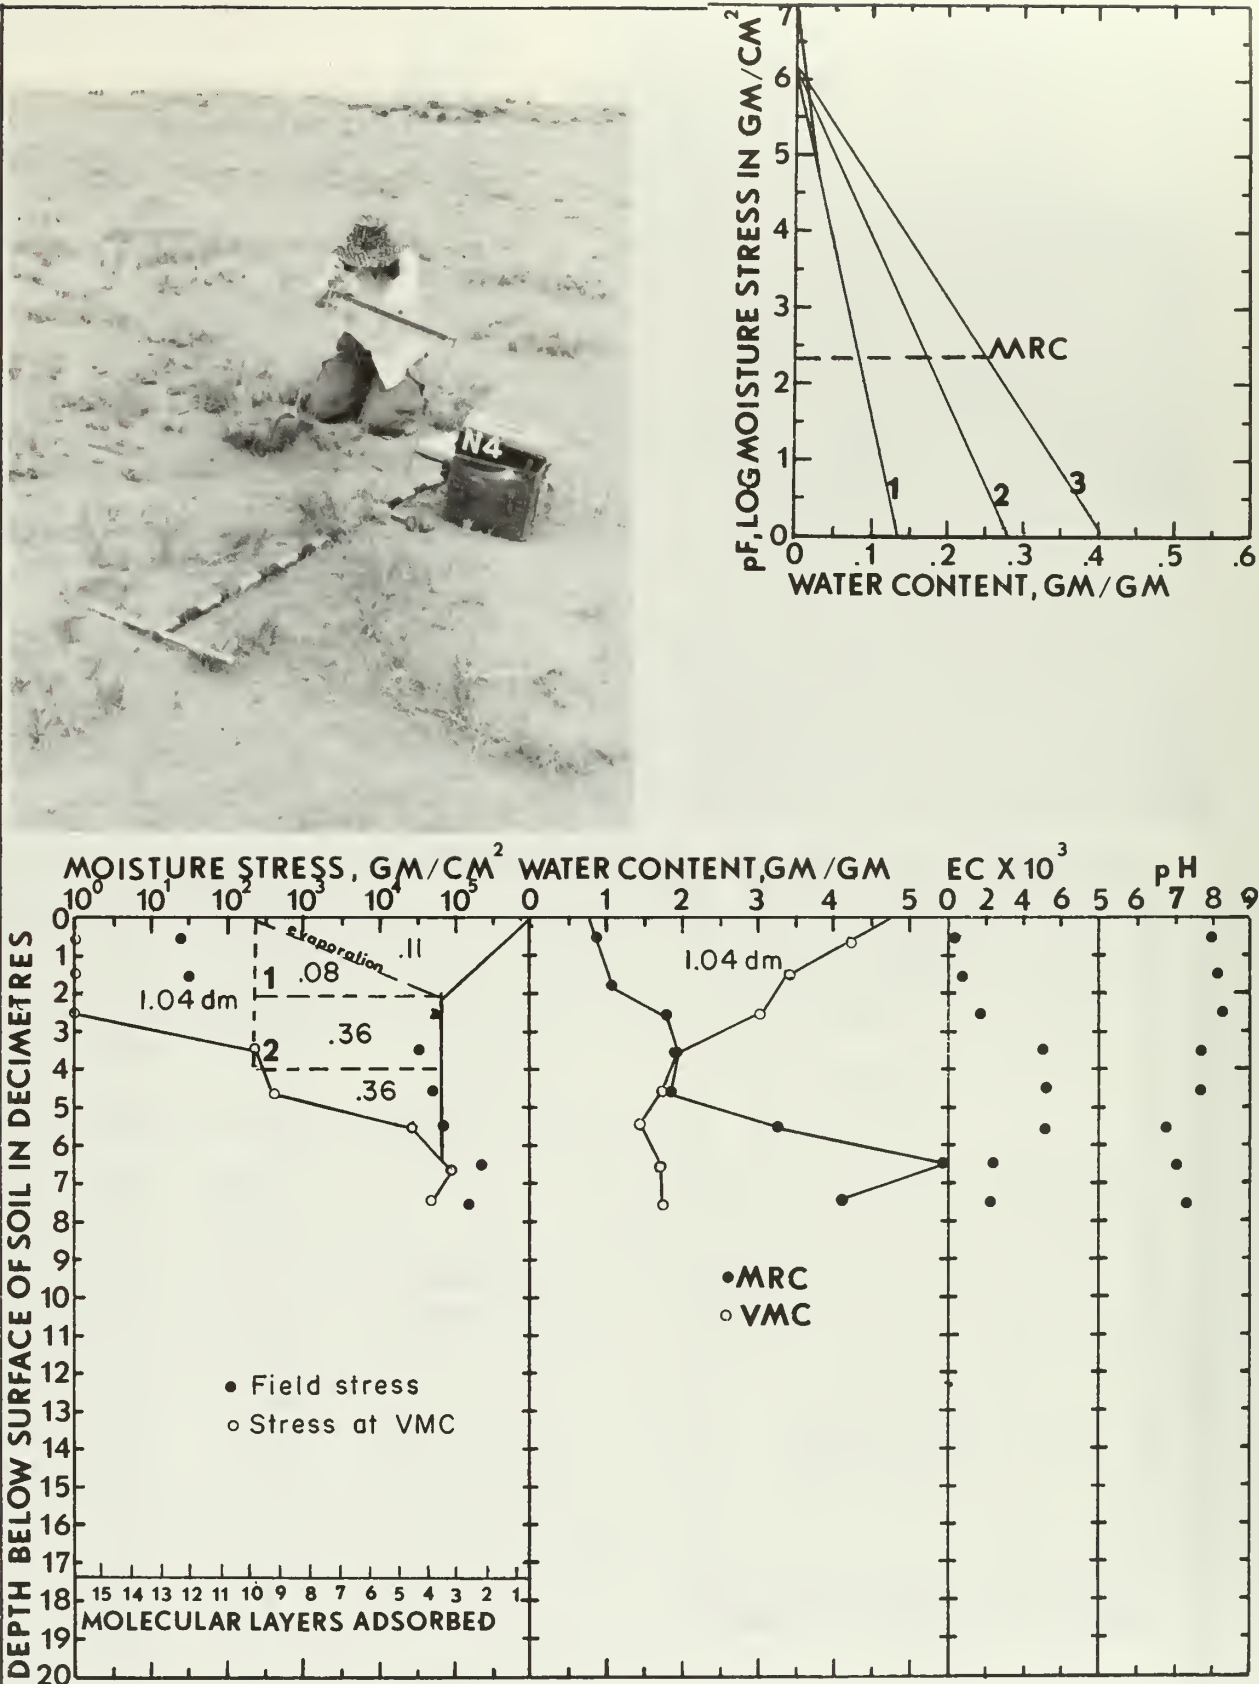 N4
pF, LOG MOISTURE STRESS IN GM/CM²
7
6
5
4
3
2
1
0
MRC
1
2
3
0 .1 .2 .3 .4 .5 .6
WATER CONTENT, GM/GM
MOISTURE STRESS, GM/CM² WATER CONTENT, GM/GM EC X 10³ pH
10⁰ 10¹ 10² 10³ 10⁴ 10⁵ 0 1 2 3 4 5 0 2 4 6 5 6 7 8 9
DEPTH BELOW SURFACE OF SOIL IN DECIMETRES
0
1
2
3
4
5
6
7
8
9
10
11
12
13
14
15
16
17
18
19
20
evaporation .11
1 .08
1.04 dm
.36
2
.36
1.04 dm
MRC
VMC
Field stress
Stress at VMC
15 14 13 12 11 10 9 8 7 6 5 4 3 2 1
MOLECULAR LAYERS ADSORBED